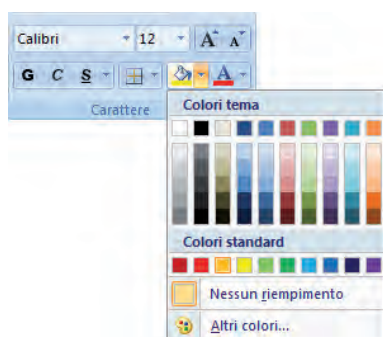 Calibri 12 A A
G C S A
Carattere
Colori tema
Colori standard
Nessun riempimento
Altri colori...